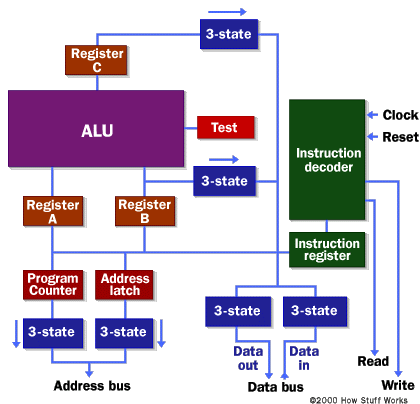 3-state
Register
C
ALU
Test
Clock
Reset
Instruction
decoder
3-state
Register
A
Register
B
Instruction
register
Program
Counter
Address
latch
3-state
3-state
3-state
3-state
Data
out
Data
in
Read
Address bus
Data bus
Write
©2000 How Stuff Works